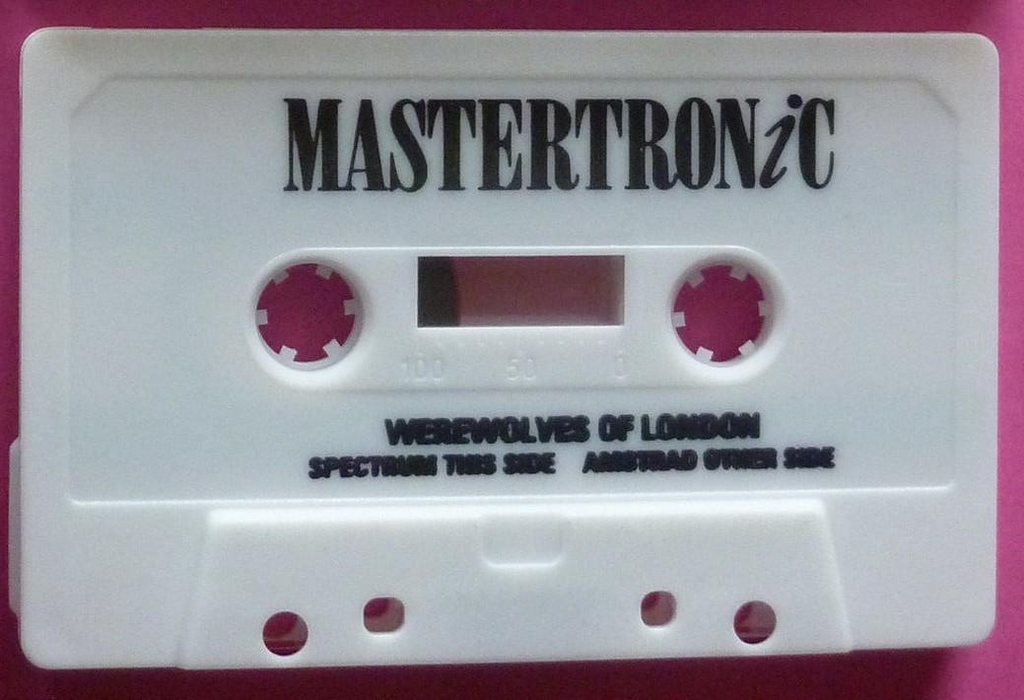 MASTERTRONiC
100 50 0
WEREWOLVES OF LONDON
SPECTRUM THIS SIDE AMSTRAD OTHER SIDE